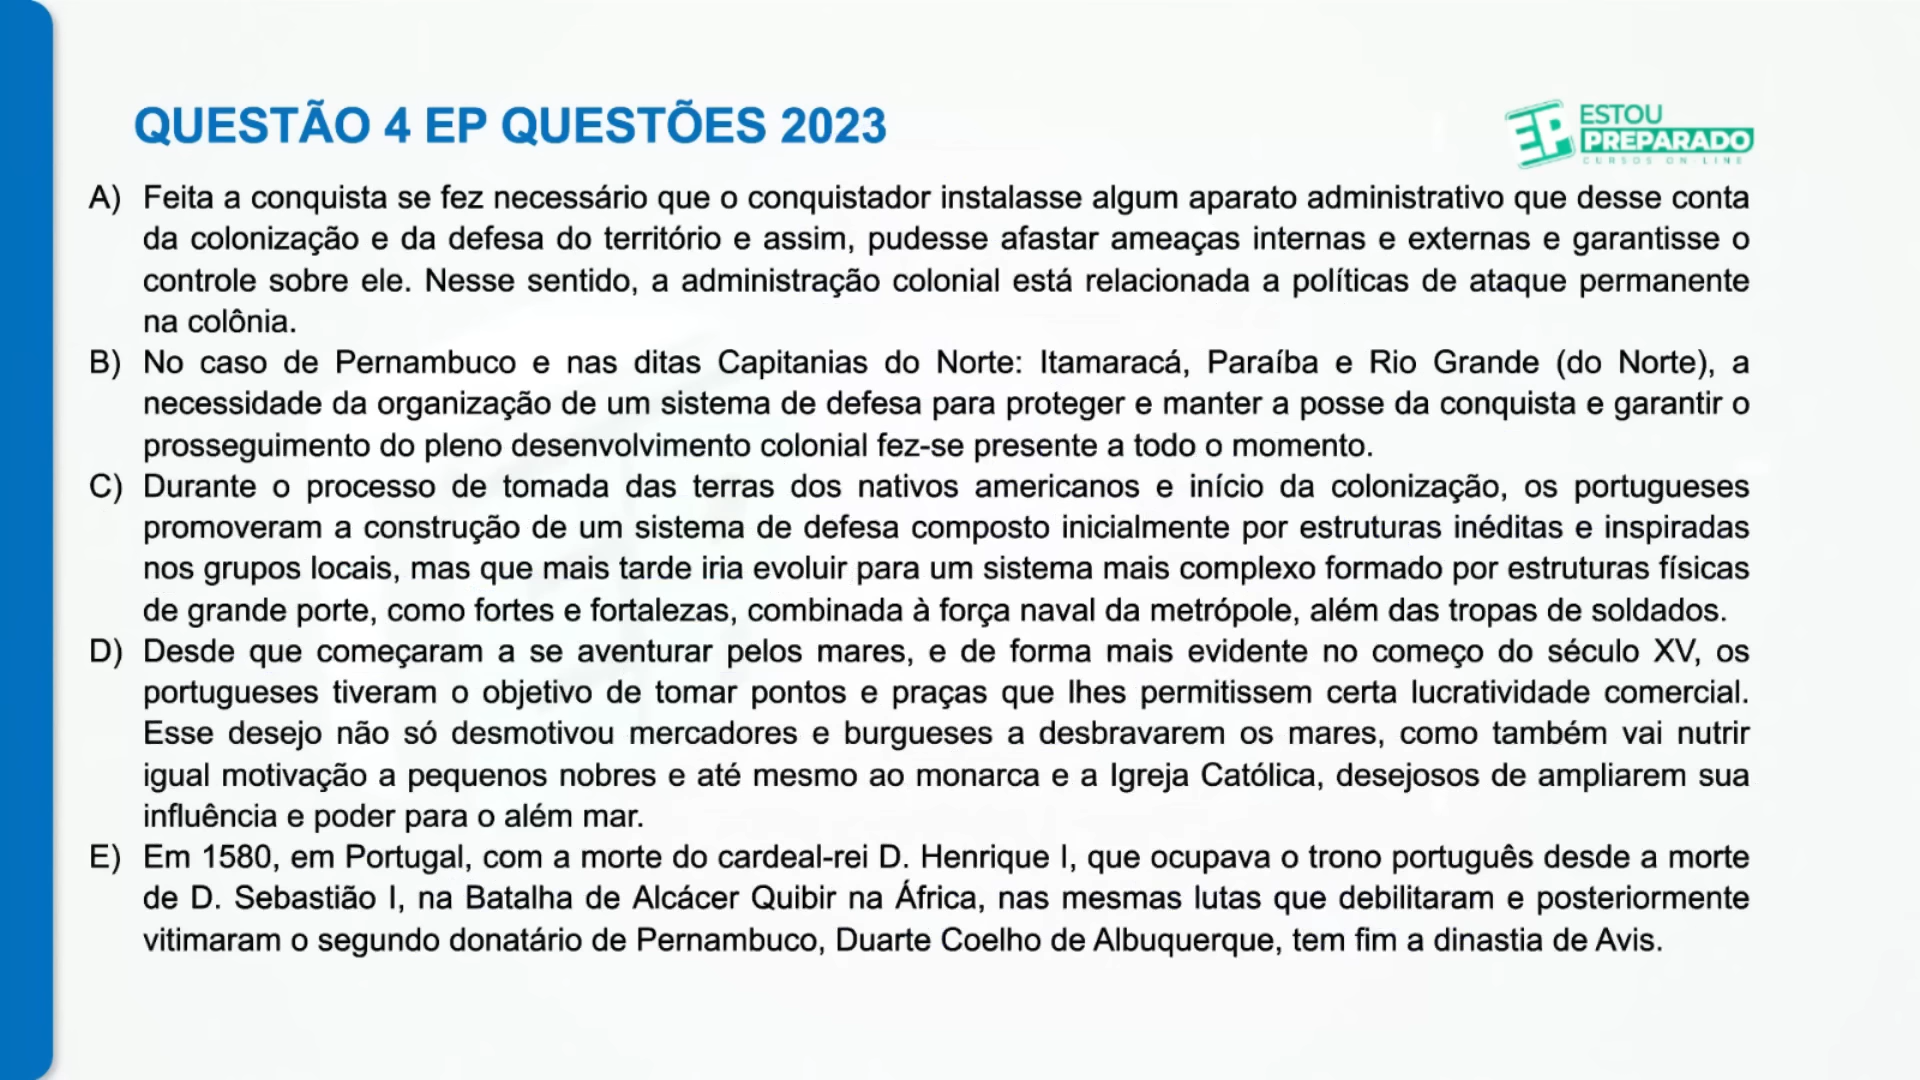 QUESTÃO 4 EP QUESTÕES 2023
EP ESTOU
PREPARADO
CURSOS ON-LINE
A) Feita a conquista se fez necessário que o conquistador instalasse algum aparato administrativo que desse conta
da colonização e da defesa do território e assim, pudesse afastar ameaças internas e externas e garantisse o
controle sobre ele. Nesse sentido, a administração colonial está relacionada a políticas de ataque permanente
na colônia.
B) No caso de Pernambuco e nas ditas Capitanias do Norte: Itamaracá, Paraíba e Rio Grande (do Norte), a
necessidade da organização de um sistema de defesa para proteger e manter a posse da conquista e garantir o
prosseguimento do pleno desenvolvimento colonial fez-se presente a todo o momento.
C) Durante o processo de tomada das terras dos nativos americanos e início da colonização, os portugueses
promoveram a construção de um sistema de defesa composto inicialmente por estruturas inéditas e inspiradas
nos grupos locais, mas que mais tarde iria evoluir para um sistema mais complexo formado por estruturas físicas
de grande porte, como fortes e fortalezas, combinada à força naval da metrópole, além das tropas de soldados.
D) Desde que começaram a se aventurar pelos mares, e de forma mais evidente no começo do século XV, os
portugueses tiveram o objetivo de tomar pontos e praças que lhes permitissem certa lucratividade comercial.
Esse desejo não só desmotivou mercadores e burgueses a desbravarem os mares, como também vai nutrir
igual motivação a pequenos nobres e até mesmo ao monarca e a Igreja Católica, desejosos de ampliarem sua
influência e poder para o além mar.
E) Em 1580, em Portugal, com a morte do cardeal-rei D. Henrique I, que ocupava o trono português desde a morte
de D. Sebastião I, na Batalha de Alcácer Quibir na África, nas mesmas lutas que debilitaram e posteriormente
vitimaram o segundo donatário de Pernambuco, Duarte Coelho de Albuquerque, tem fim a dinastia de Avis.